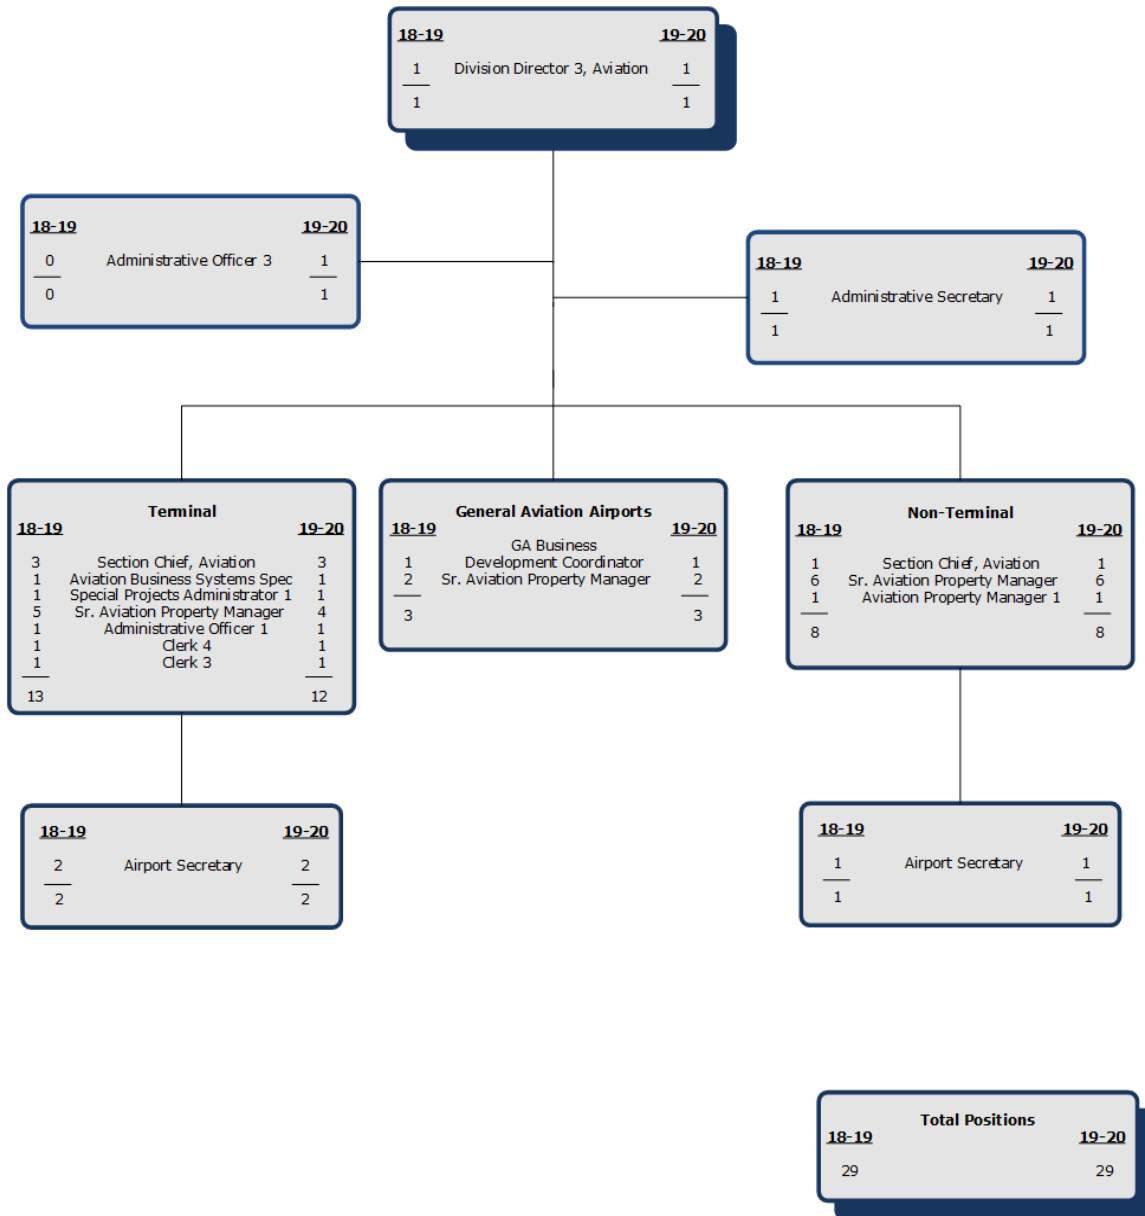 18-19 19-20
1 Division Director 3, Aviation 1
1 1
18-19 19-20
0 Administrative Officer 3 1
0 1
18-19 19-20
1 Administrative Secretary 1
1 1
Terminal
18-19 19-20
3 Section Chief, Aviation 3
1 Aviation Business Systems Spec 1
1 Special Projects Administrator 1 1
5 Sr. Aviation Property Manager 4
1 Administrative Officer 1 1
1 Clerk 4 1
1 Clerk 3 1
13 12
General Aviation Airports
18-19 19-20
GA Business
1 Development Coordinator 1
2 Sr. Aviation Property Manager 2
3 3
Non-Terminal
18-19 19-20
1 Section Chief, Aviation 1
6 Sr. Aviation Property Manager 6
1 Aviation Property Manager 1 1
8 8
18-19 19-20
2 Airport Secretary 2
2 2
18-19 19-20
1 Airport Secretary 1
1 1
Total Positions
18-19 19-20
29 29